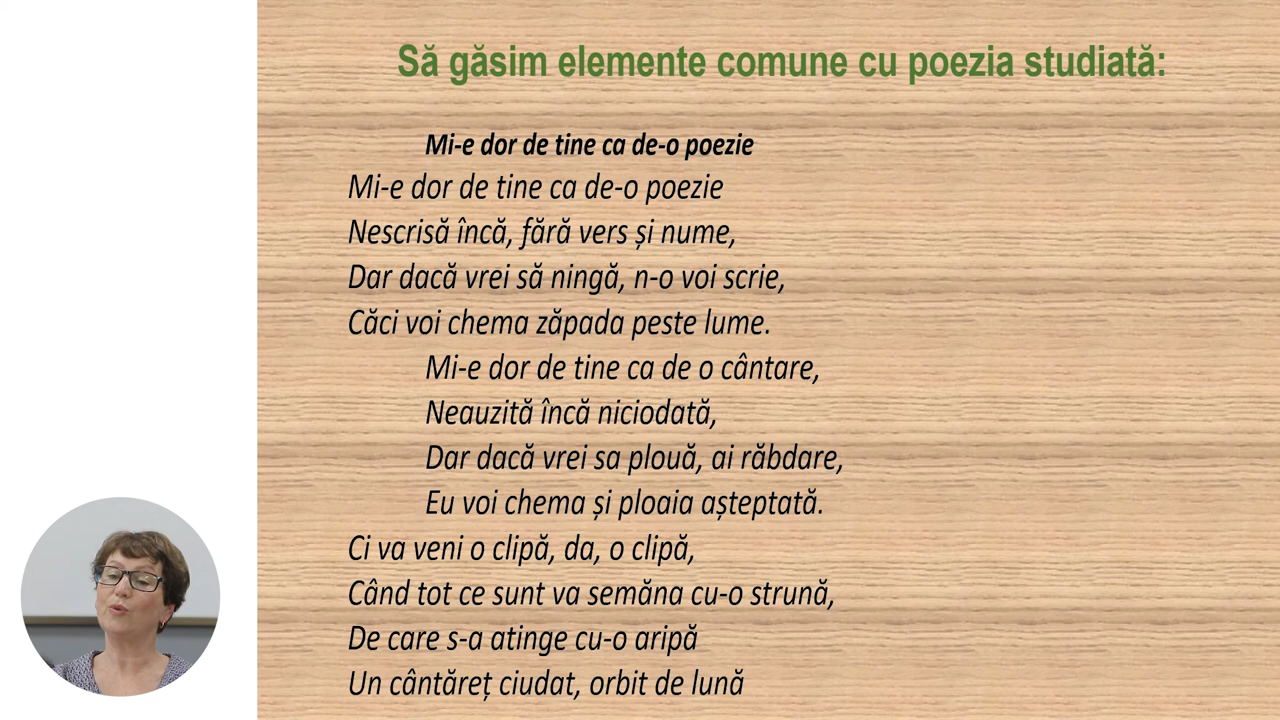 Să găsim elemente comune cu poezia studiată:
Mi-e dor de tine ca de-o poezie
Mi-e dor de tine ca de-o poezie
Nescrisă încă, fără vers și nume,
Dar dacă vrei să ningă, n-o voi scrie,
Căci voi chema zăpada peste lume.
Mi-e dor de tine ca de o cântare,
Neauzită încă niciodată,
Dar dacă vrei sa plouă, ai răbdare,
Eu voi chema și ploaia așteptată.
Ci va veni o clipă, da, o clipă,
Când tot ce sunt va semăna cu-o strună,
De care s-a atinge cu-o aripă
Un cântăreț ciudat, orbit de lună